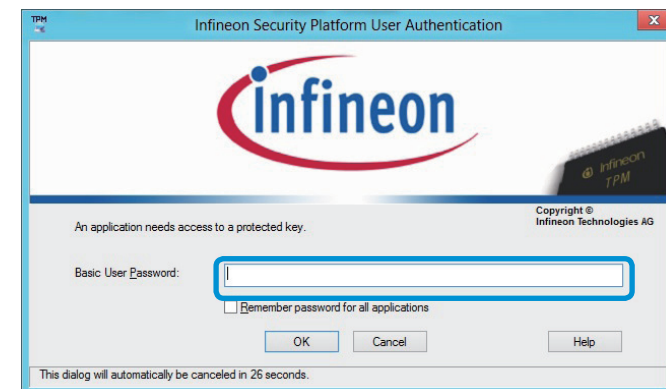 TPM
Infineon Security Platform User Authentication
X
infineon
Infineon
TPM
Copyright ©
Infineon Technologies AG
An application needs access to a protected key.
Basic User Password:
Remember password for all applications
OK Cancel Help
This dialog will automatically be canceled in 26 seconds.